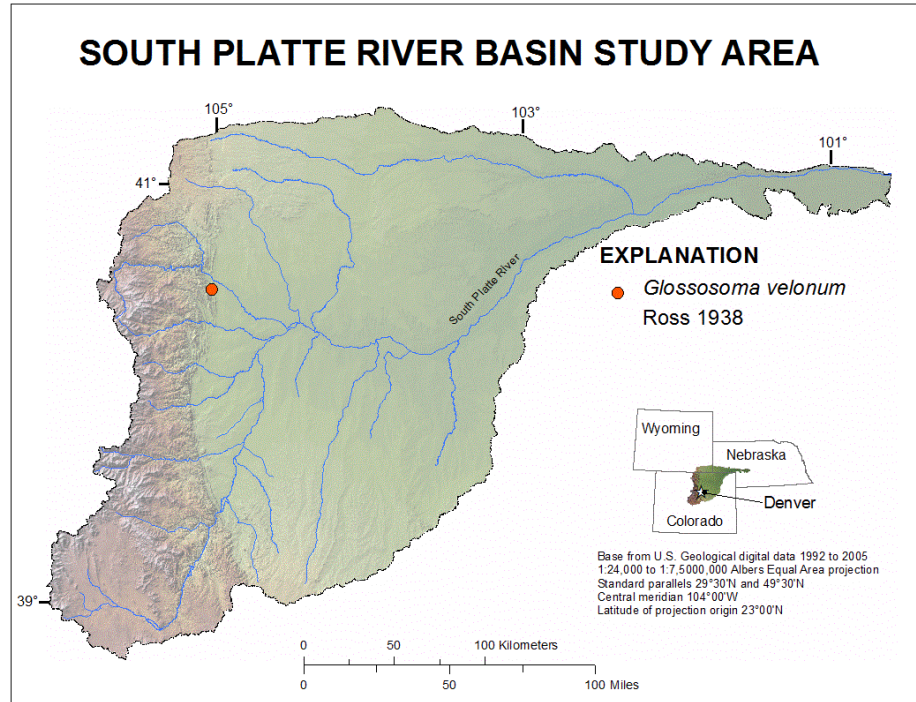 SOUTH PLATTE RIVER BASIN STUDY AREA
105°
103°
101°
41°
South Platte River
EXPLANATION
Glossosoma velonum
Ross 1938
Wyoming
Nebraska
Denver
Colorado
Base from U.S. Geological digital data 1992 to 2005
1:24,000 to 1:7,5000,000 Albers Equal Area projection
Standard parallels 29°30'N and 49°30'N
Central meridian 104°00'W
Latitude of projection origin 23°00'N
39°
0 50 100 Kilometers
0 50 100 Miles